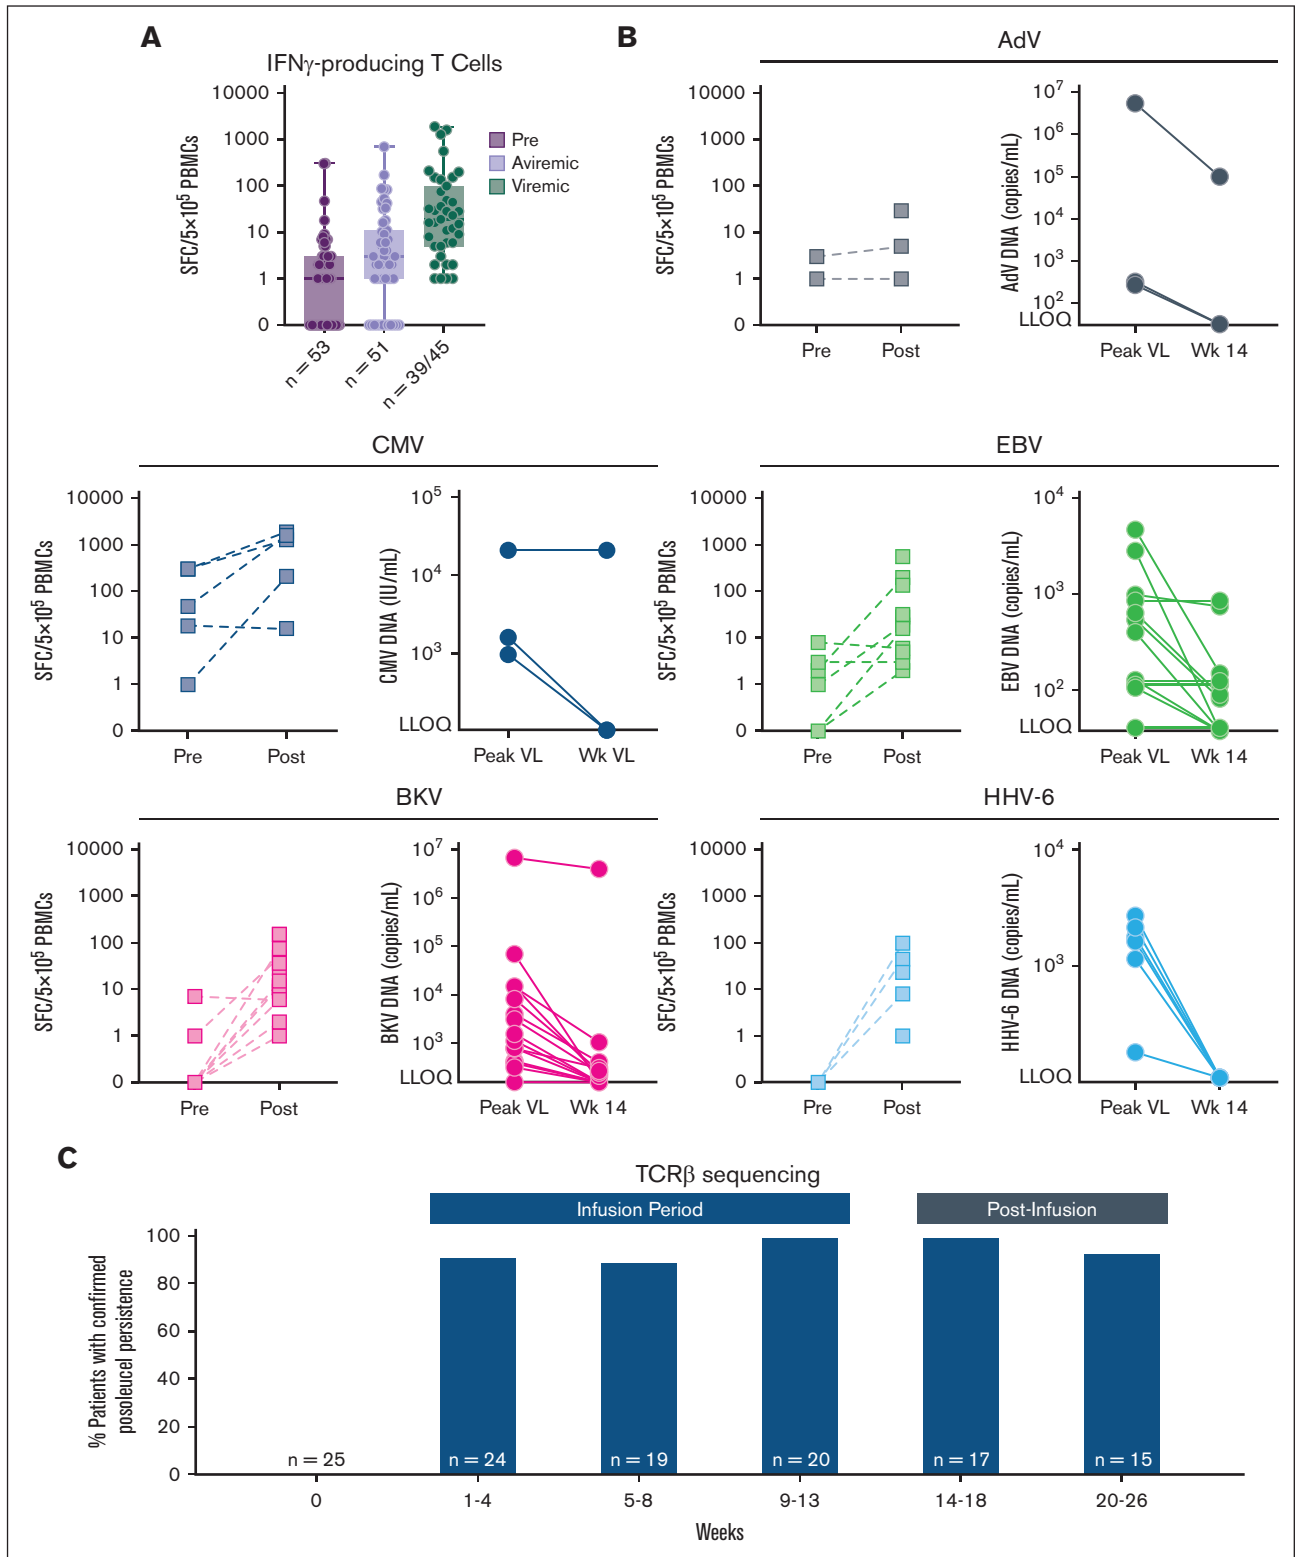 A
IFNγ-producing T Cells
SFC/5×10⁵ PBMCs
10000
1000
100
10
1
0
n = 53
n = 51
n = 39/45
Pre
Aviremic
Viremic
B
AdV
SFC/5×10⁵ PBMCs
10000
1000
100
10
1
0
Pre
Post
AdV DNA (copies/mL)
10⁷
10⁶
10⁵
10⁴
10³
10²
LLOQ
Peak VL
Wk 14
CMV
SFC/5×10⁵ PBMCs
10000
1000
100
10
1
0
Pre
Post
CMV DNA (IU/mL)
10⁵
10⁴
10³
LLOQ
Peak VL
Wk VL
EBV
SFC/5×10⁵ PBMCs
10000
1000
100
10
1
0
Pre
Post
EBV DNA (copies/mL)
10⁴
10³
10²
LLOQ
Peak VL
Wk 14
BKV
SFC/5×10⁵ PBMCs
10000
1000
100
10
1
0
Pre
Post
BKV DNA (copies/mL)
10⁷
10⁶
10⁵
10⁴
10³
LLOQ
Peak VL
Wk 14
HHV-6
SFC/5×10⁵ PBMCs
10000
1000
100
10
1
0
Pre
Post
HHV-6 DNA (copies/mL)
10⁴
10³
LLOQ
Peak VL
Wk 14
C
TCRβ sequencing
Infusion Period
Post-Infusion
% Patients with confirmed
posoleucel persistence
100
80
60
40
20
0
n = 25
n = 24
n = 19
n = 20
n = 17
n = 15
0
1-4
5-8
9-13
14-18
20-26
Weeks